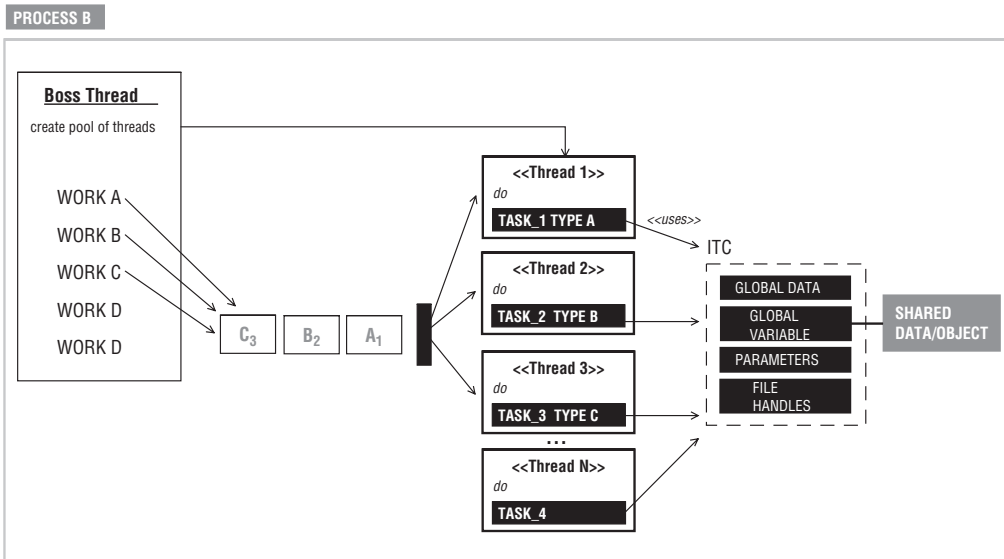 PROCESS B
Boss Thread
create pool of threads
WORK A
WORK B
WORK C
WORK D
WORK D
C3
B2
A1
<<Thread 1>>
do
TASK_1 TYPE A
<<Thread 2>>
do
TASK_2 TYPE B
<<Thread 3>>
do
TASK_3 TYPE C
...
<<Thread N>>
do
TASK_4
<<uses>>
ITC
GLOBAL DATA
GLOBAL
VARIABLE
PARAMETERS
FILE
HANDLES
SHARED
DATA/OBJECT